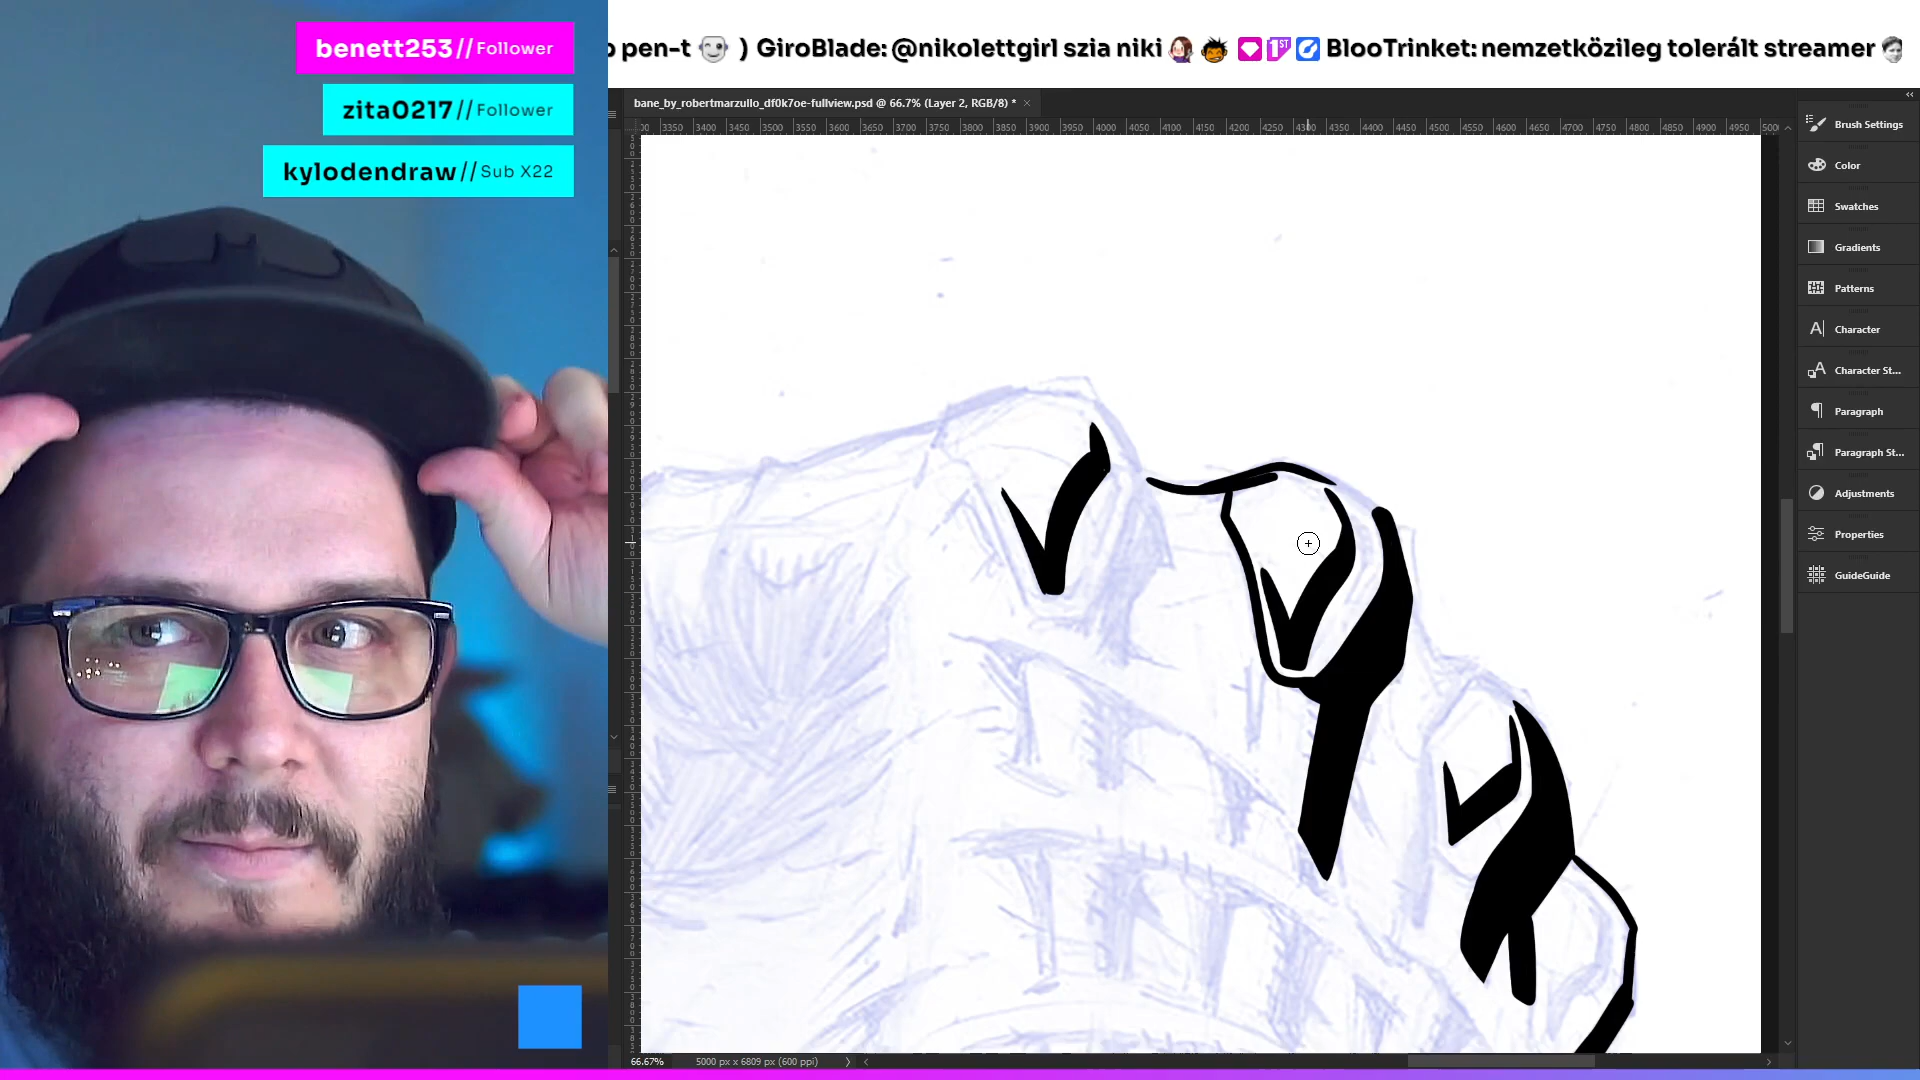 benett253 // Follower
zita0217 // Follower
kylodendraw // Sub X22
pen-t ) GiroBlade: @nikolettgirl szia niki 1ST BlooTrinket: nemzetközileg tolerált streamer
bane_by_robertmarzullo_df0k7oe-fullview.psd @ 66.7% (Layer 2, RGB/8) * ×
3350 3400 3450 3500 3550 3600 3650 3700 3750 3800 3850 3900 3950 4000 4050 4100 4150 4200 4250 4300 4350 4400 4450 4500 4550 4600 4650 4700 4750 4800 4850 4900 4950
Brush Settings
Color
Swatches
Gradients
Patterns
Character
Character St...
Paragraph
Paragraph St...
Adjustments
Properties
GuideGuide
66.67% 5000 px x 6809 px (600 ppi)